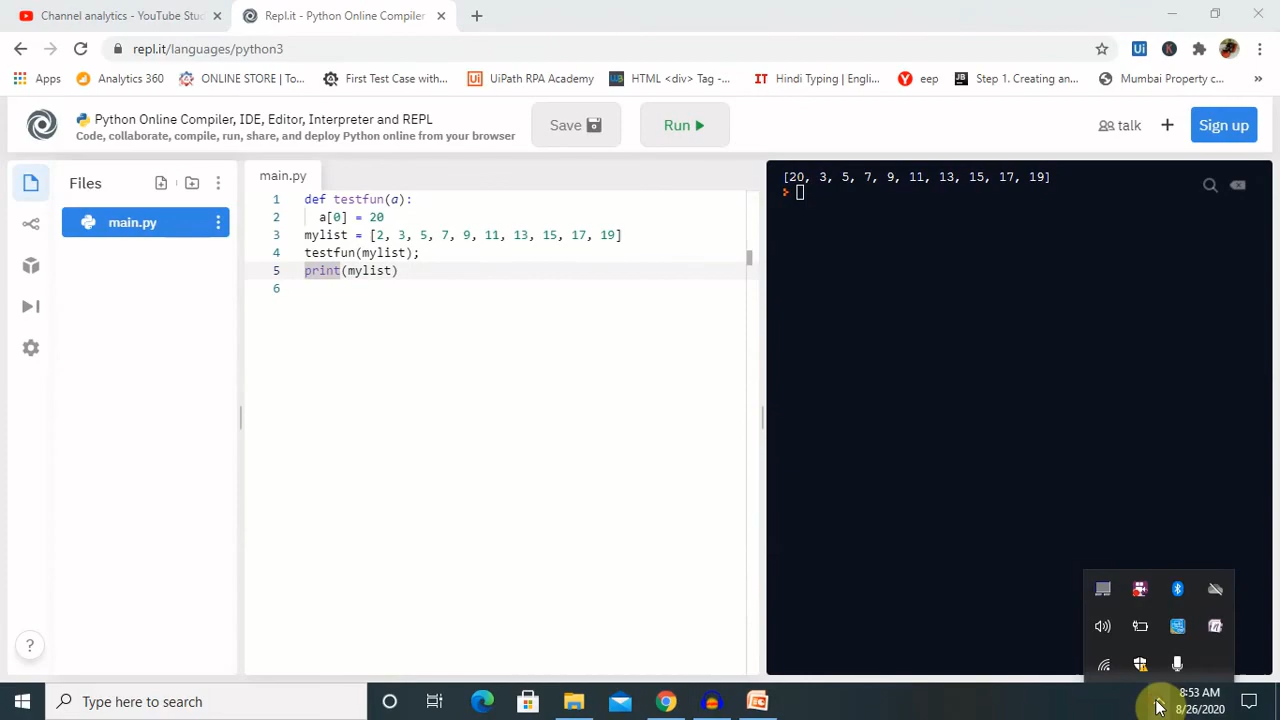 Channel analytics - YouTube Stu
Repl.it - Python Online Compiler
repl.it/languages/python3
Apps
Analytics 360
ONLINE STORE | To...
First Test Case with...
UiPath RPA Academy
HTML <div> Tag -...
Hindi Typing | Engli...
eep
Step 1. Creating an...
Mumbai Property c...
Python Online Compiler, IDE, Editor, Interpreter and REPL
Code, collaborate, compile, run, share, and deploy Python online from your browser
Save
Run
talk
Sign up
Files
main.py
main.py
1 def testfun(a):
2 a[0] = 20
3 mylist = [2, 3, 5, 7, 9, 11, 13, 15, 17, 19]
4 testfun(mylist);
5 print(mylist)
6
[20, 3, 5, 7, 9, 11, 13, 15, 17, 19]
Type here to search
8:53 AM
8/26/2020